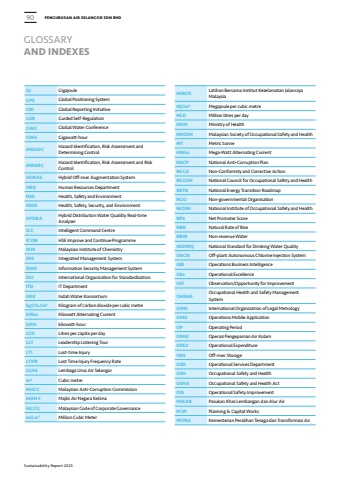 90 PENGURUSAN AIR SELANGOR SDN BHD
GLOSSARY
AND INDEXES
GJ Gigajoule
GPS Global Positioning System
GRI Global Reporting Initiative
GSR Guided Self-Regulation
GWC Global Water Conference
GWh Gigawatt-hour
HIRADC Hazard Identification, Risk Assessment and
Determining Control
HIRARC Hazard Identification, Risk Assessment and Risk
Control
HORAS Hybrid Off-river Augmentation System
HRD Human Resources Department
HSE Health, Safety and Environment
HSSE Health, Safety, Security, and Environment
HYDRA Hybrid Distribution Water Quality Real-time
Analyser
ICC Intelligent Command Centre
iCON HSE Improve and Continue Programme
IKM Malaysian Institute of Chemistry
IMS Integrated Management System
ISMS Information Security Management System
ISO International Organization for Standardization
ITD IT Department
IWK Indah Water Konsortium
kgCO₂/m³ Kilogram of carbon dioxide per cubic metre
kWac Kilowatt Alternating Current
kWh kilowatt-hour
LCD Litres per capita per day
LLT Leadership Listening Tour
LTI Lost-time Injury
LTIFR Lost Time Injury Frequency Rate
LUAS Lembaga Urus Air Selangor
m³ Cubic metre
MACC Malaysian Anti-Corruption Commission
MAKS Majlis Air Negara Kelima
MCCG Malaysian Code of Corporate Governance
mil.m³ Million Cubic Meter
MIROS Latihan Bersama Institut Keselamatan Jalanraya
Malaysia
MJ/m³ Megajoule per cubic metre
MLD Million litres per day
MOH Ministry of Health
MSOSH Malaysian Society of Occupational Safety and Health
MT Metric tonne
MWac Mega-Watt Alternating Current
NACP National Anti-Corruption Plan
NCCA Non-Conformity and Corrective Action
NCOSH National Council for Occupational Safety and Health
NETR National Energy Transition Roadmap
NGO Non-governmental Organisation
NIOSH National Institute of Occupational Safety and Health
NPS Net Promoter Score
NRR Natural Rate of Rise
NRW Non-revenue Water
NSDWQ National Standard for Drinking Water Quality
OACIS Off-plant Autonomous Chlorine Injection System
OBI Operations Business Intelligence
OEx Operational Excellence
OFI Observation/Opportunity for Improvement
OHSMS Occupational Health and Safety Management
System
OIML International Organization of Legal Metrology
OMA Operations Mobile Application
OP Operating Period
OPAK Operasi Pengepaman Air Kolam
OPEX Operational Expenditure
ORS Off-river Storage
OSD Operational Services Department
OSH Occupational Safety and Health
OSHA Occupational Safety and Health Act
OSI Operational Safety Improvement
PAKAR Pasukan Khas Lembangan dan Alur Air
PCW Planning & Capital Works
PETRA Kementerian Peralihan Tenaga dan Transformasi Air
Sustainability Report 2023